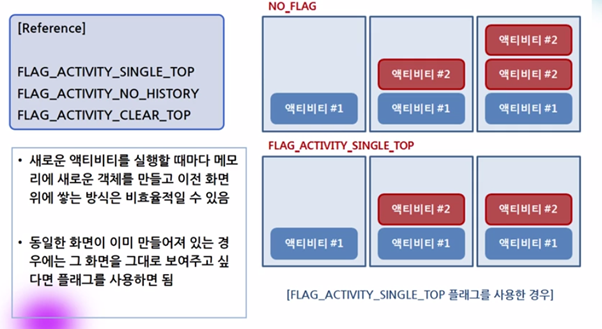 [Reference]
FLAG_ACTIVITY_SINGLE_TOP
FLAG_ACTIVITY_NO_HISTORY
FLAG_ACTIVITY_CLEAR_TOP
• 새로운 액티비티를 실행할 때마다 메모
리에 새로운 객체를 만들고 이전 화면
위에 쌓는 방식은 비효율적일 수 있음
• 동일한 화면이 이미 만들어져 있는 경
우에는 그 화면을 그대로 보여주고 싶
다면 플래그를 사용하면 됨
NO_FLAG
액티비티 #2
액티비티 #2 액티비티 #2
액티비티 #1 액티비티 #1 액티비티 #1
FLAG_ACTIVITY_SINGLE_TOP
액티비티 #2 액티비티 #2
액티비티 #1 액티비티 #1 액티비티 #1
[FLAG_ACTIVITY_SINGLE_TOP 플래그를 사용한 경우]